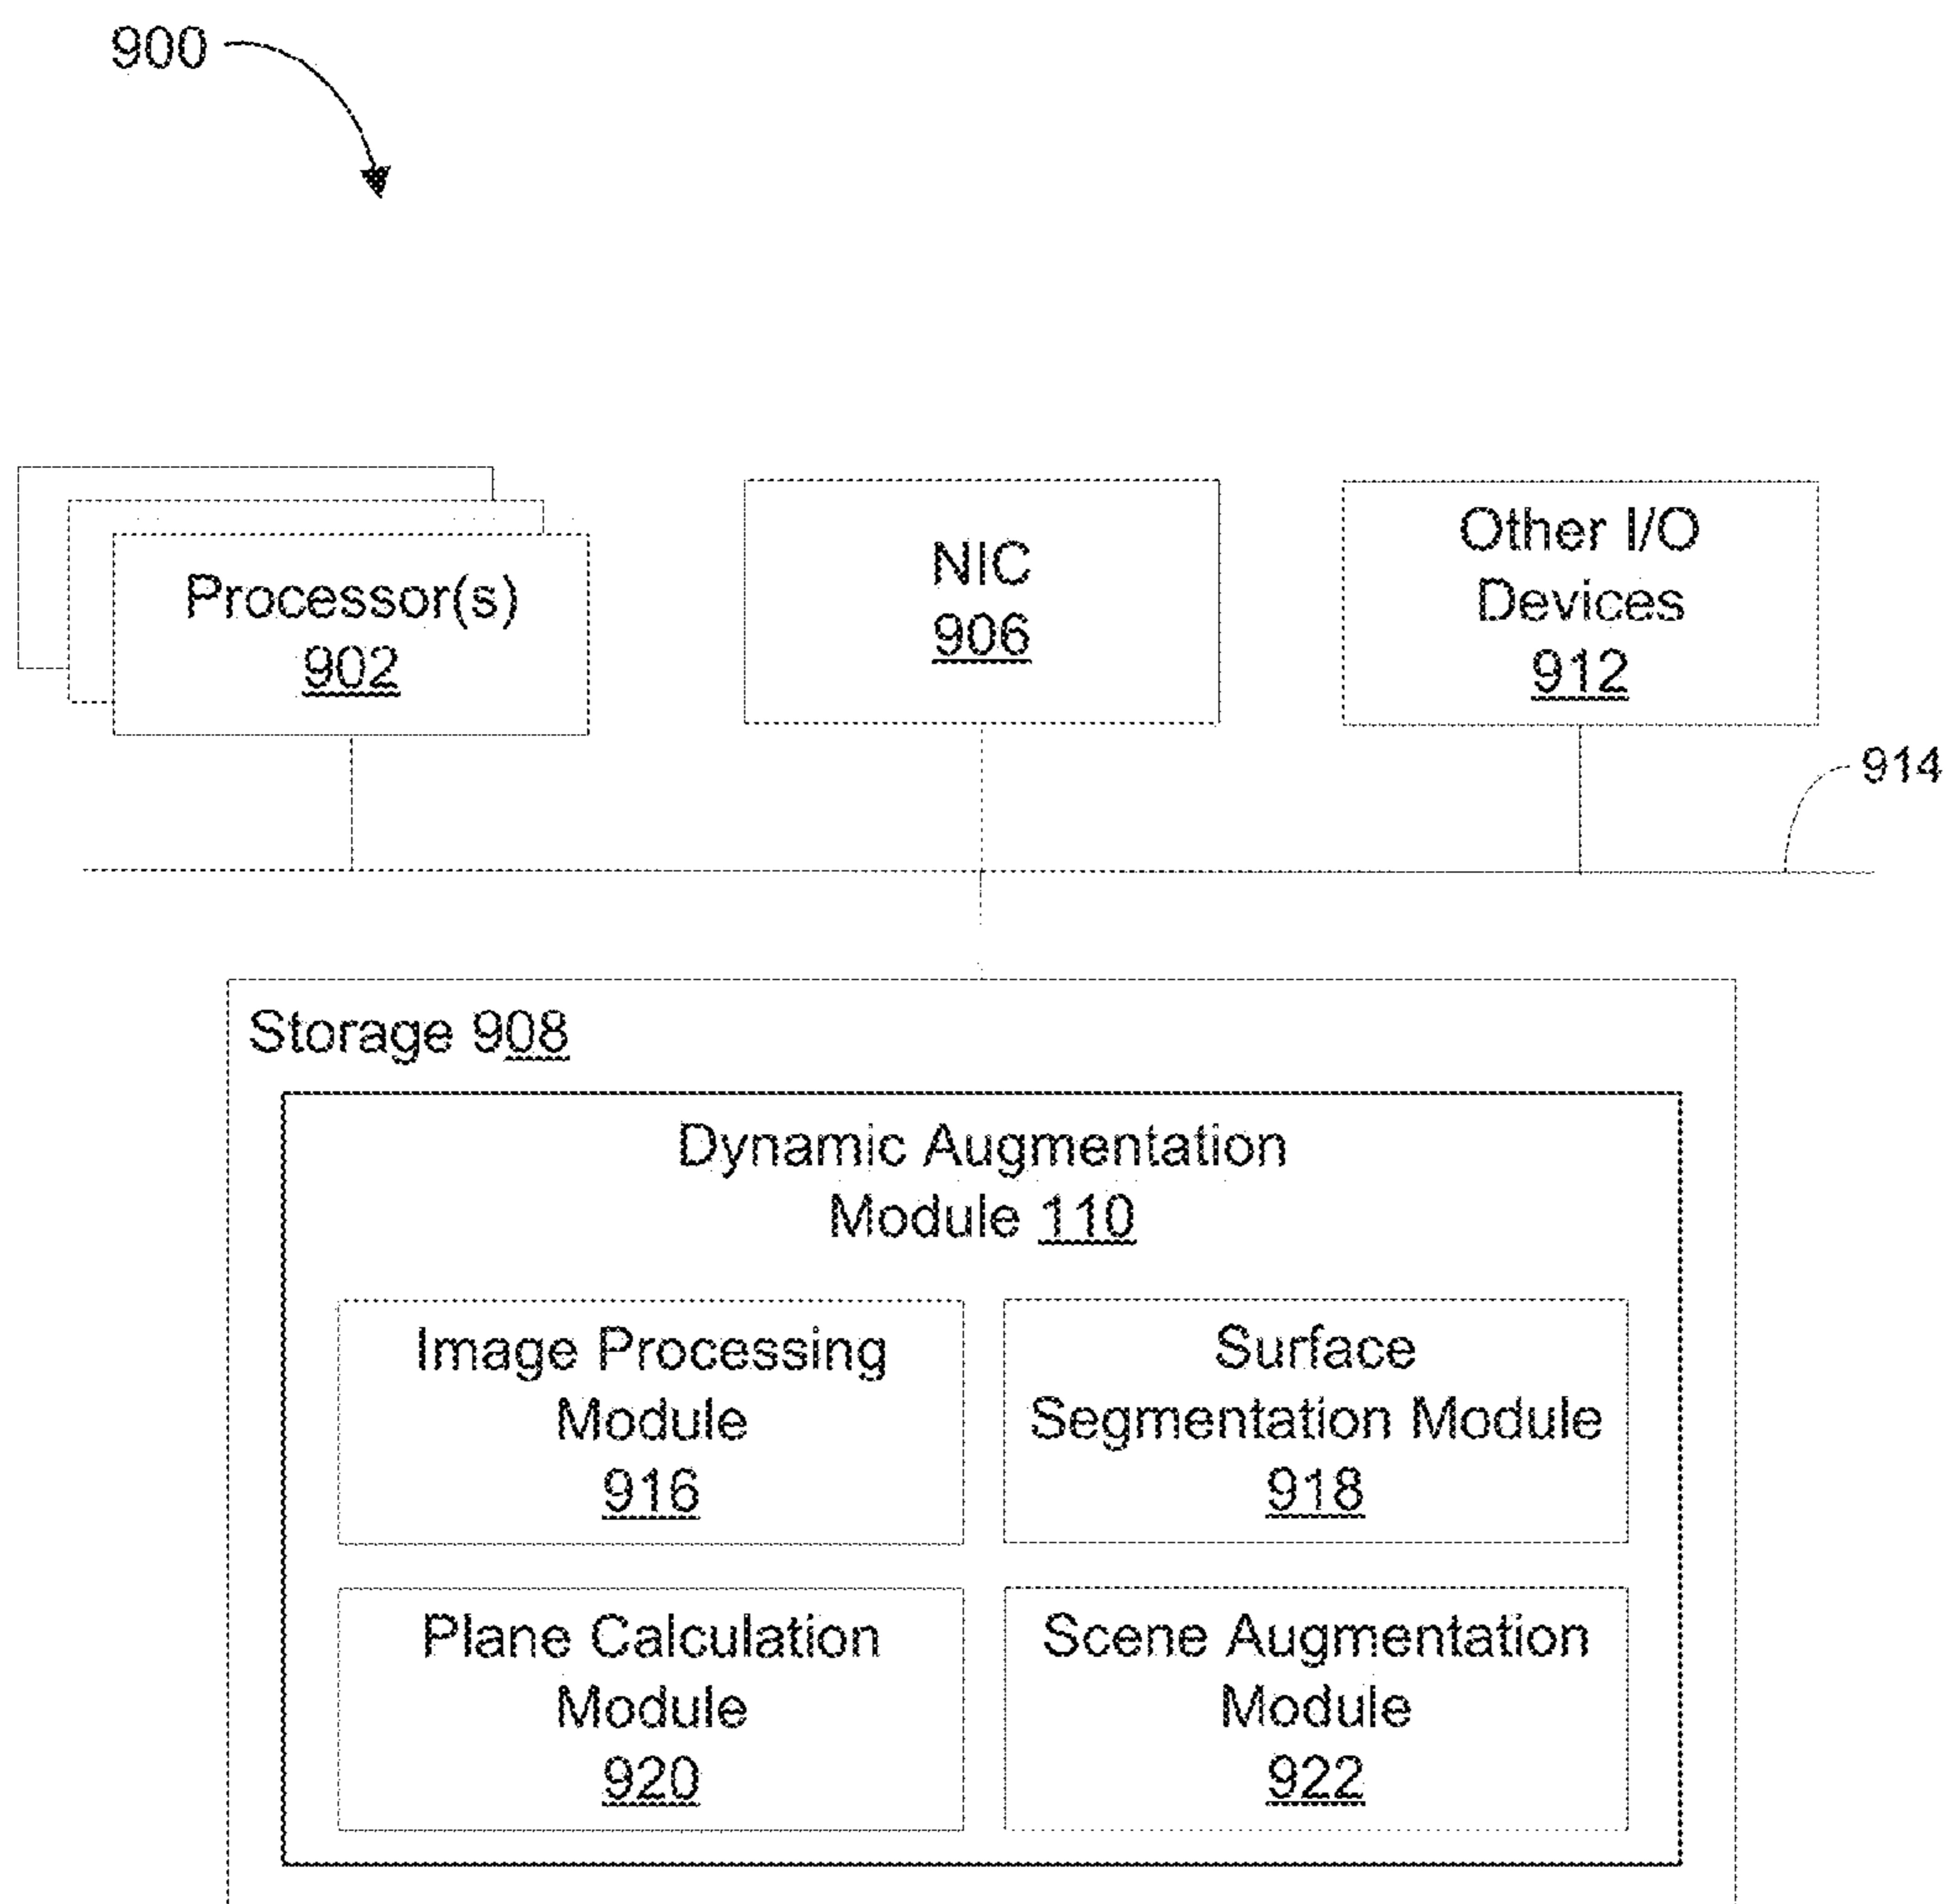 900
Processor(s)
902
NIC
906
Other I/O
Devices
912
914
Storage 908
Dynamic Augmentation
Module 110
Image Processing
Module
916
Surface
Segmentation Module
918
Plane Calculation
Module
920
Scene Augmentation
Module
922